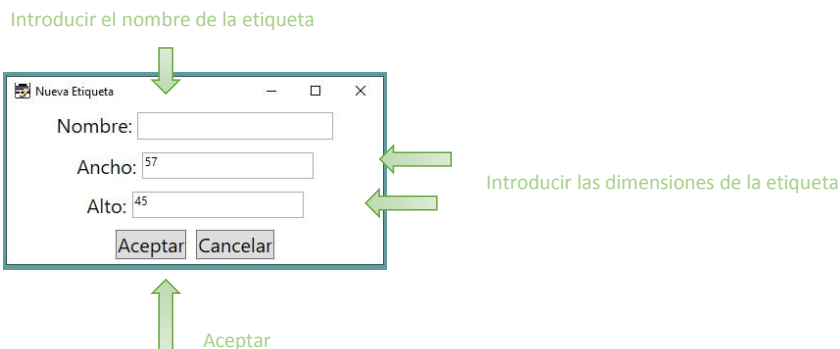 Introducir el nombre de la etiqueta
Nueva Etiqueta
Nombre:
Ancho: 57
Introducir las dimensiones de la etiqueta
Alto: 45
Aceptar Cancelar
Aceptar